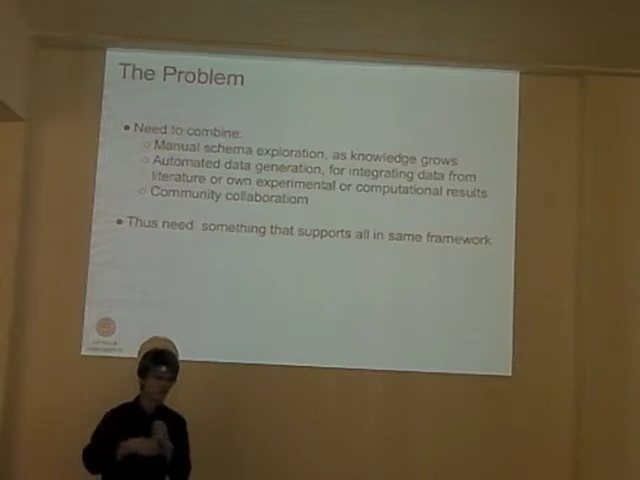 The Problem
• Need to combine:
○ Manual schema exploration, as knowledge grows
○ Automated data generation, for integrating data from
literature or own experimental or computational results
○ Community collaboratiom
• Thus need something that supports all in same framework